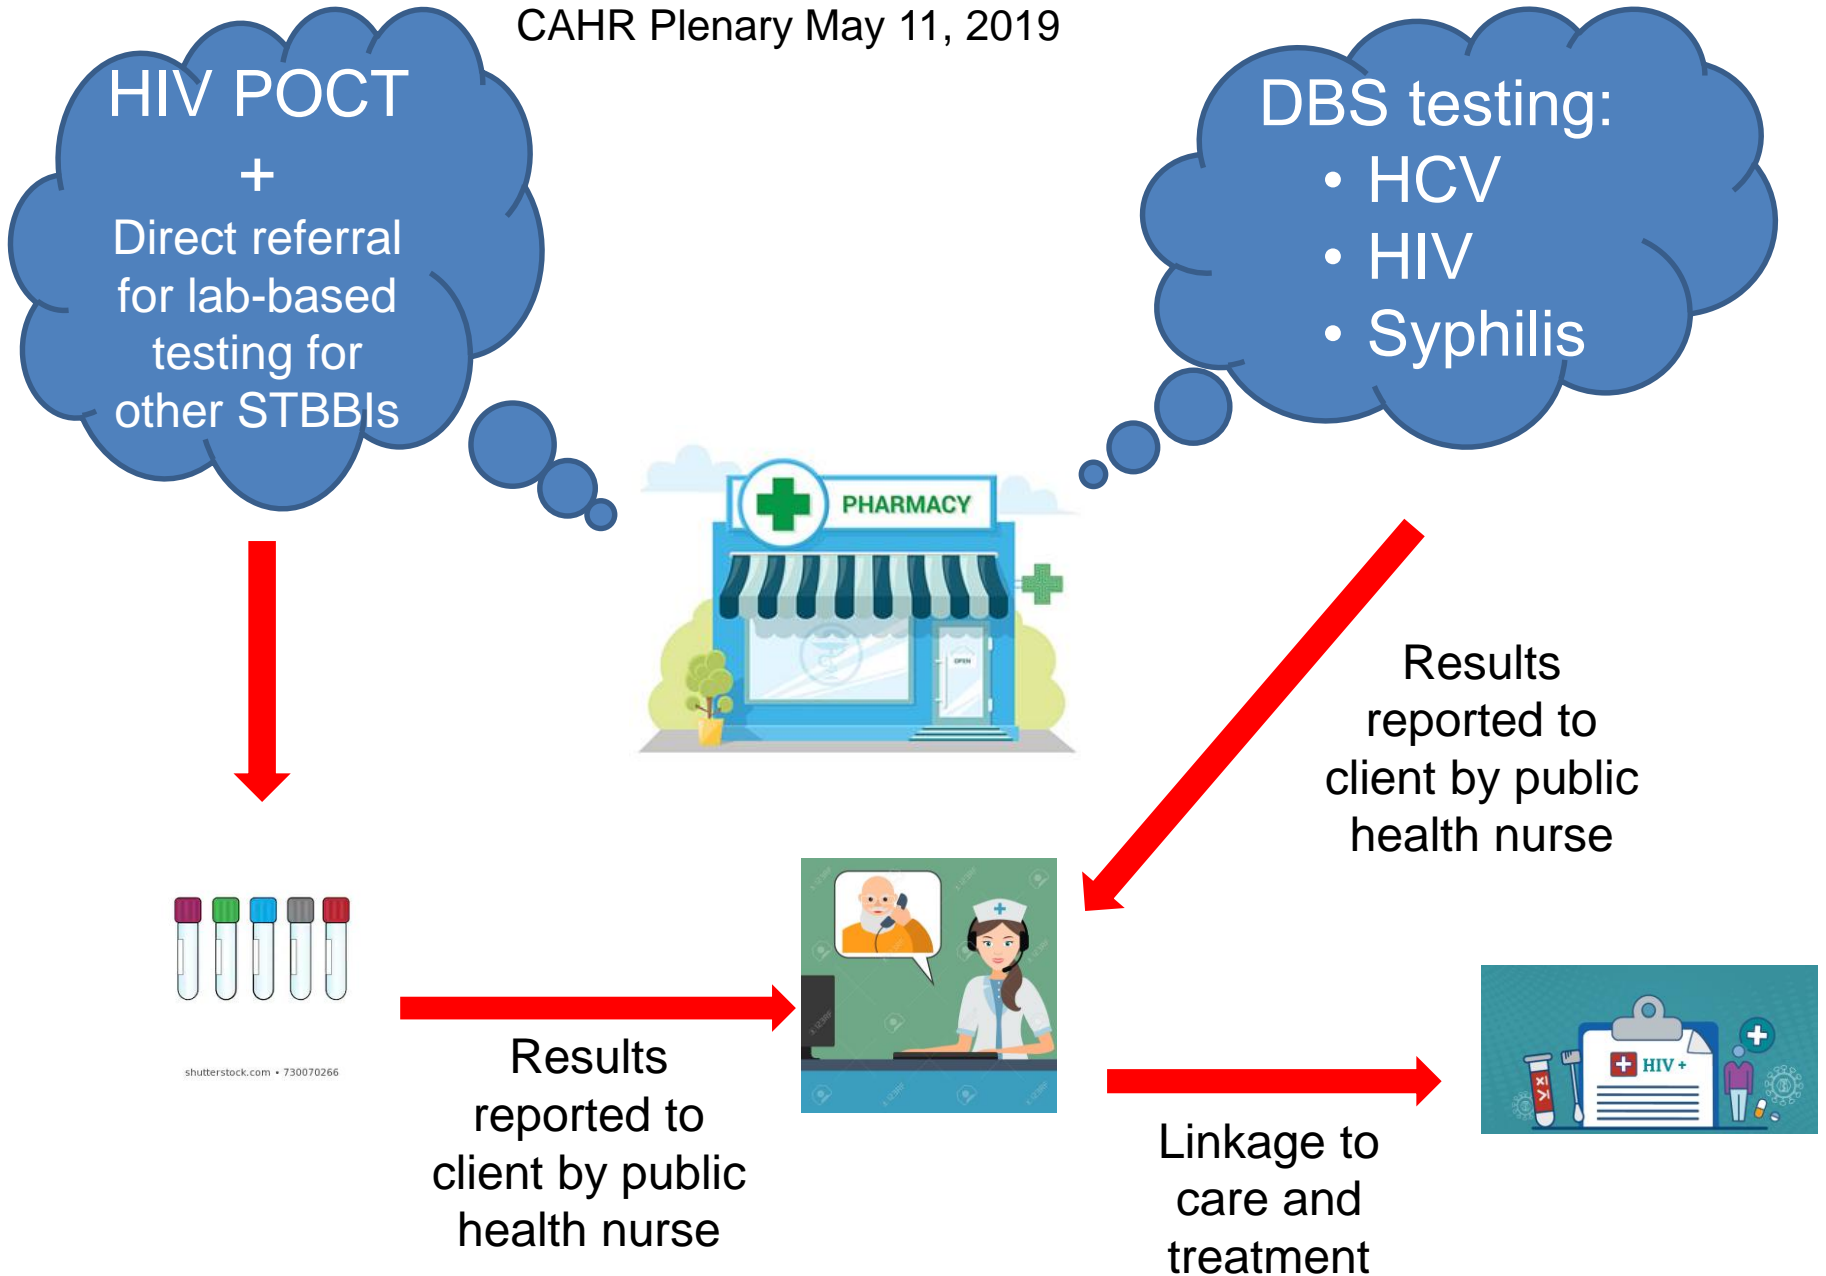 CAHR Plenary May 11, 2019
HIV POCT
+
Direct referral
for lab-based
testing for
other STBBIs
DBS testing:
• HCV
• HIV
• Syphilis
PHARMACY
OPEN
Results
reported to
client by public
health nurse
shutterstock.com • 730070266
Results
reported to
client by public
health nurse
HIV +
Linkage to
care and
treatment